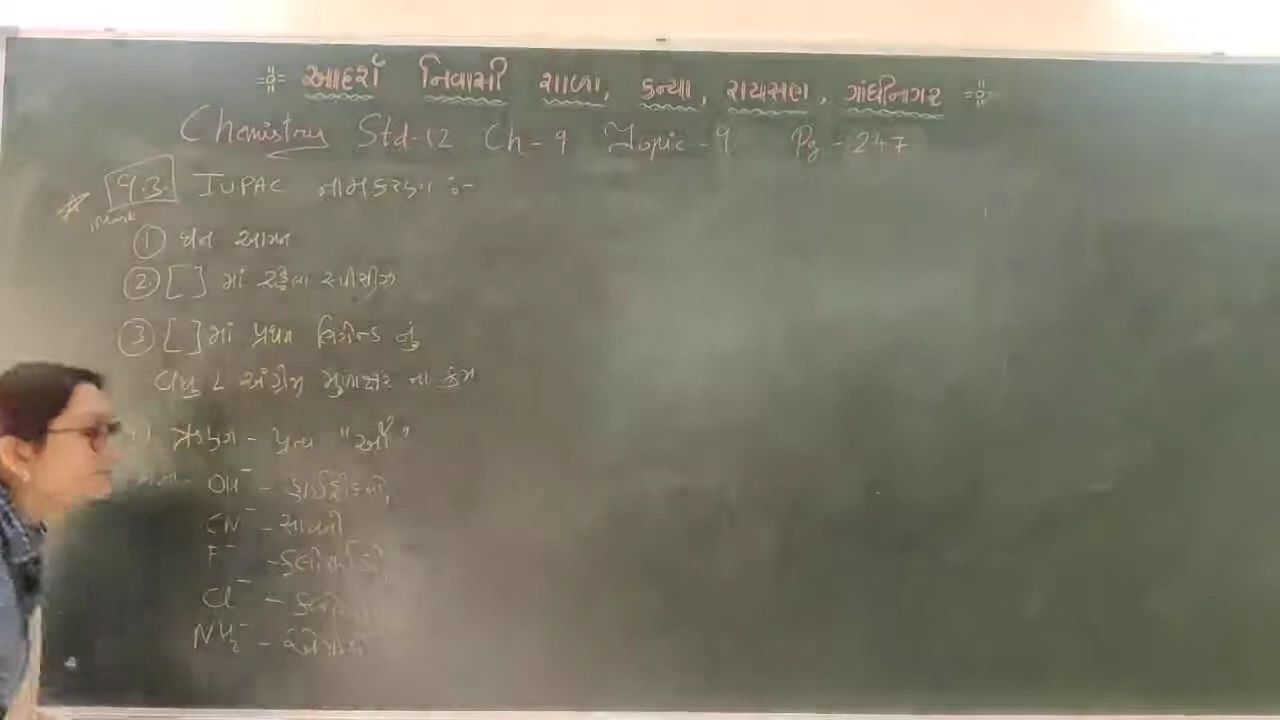 આદર્શ નિવાસી શાળા, કન્યા, રાયસણ, ગાંધીનગર
Chemistry Std-12 Ch-9 Topic-9 Pg-247
9.3. IUPAC નામકરણ :-
① ધન આયન
② [ ] માં રહેલા સ્પીસીઝ
③ [ ] માં પ્રથમ લિગેન્ડ નું
અંગ્રેજી મુળાક્ષર ના ક્રમ
- પ્રત્યય "ઓ"
OH⁻ - હાઈડ્રોક્સો,
CN⁻ - સાયનો
F⁻ - ફ્લોરાઈડો
Cl⁻ -
NH₂⁻ -